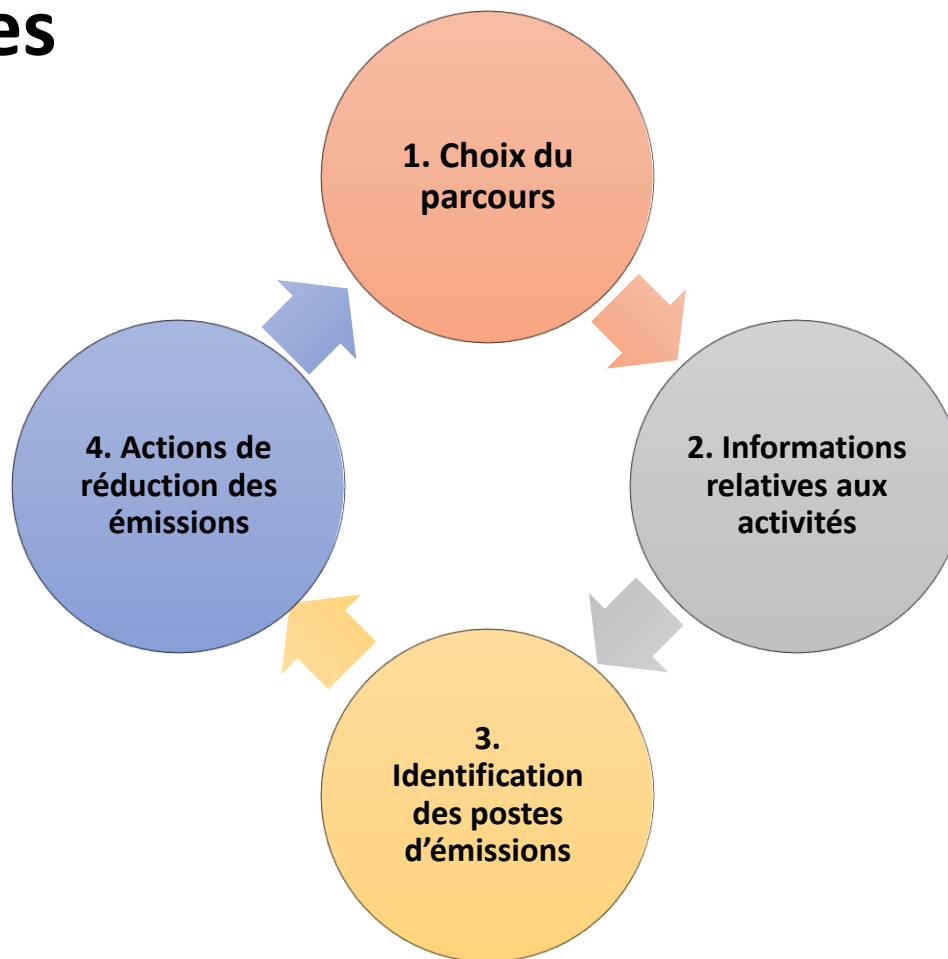 es
1. Choix du
parcours
2. Informations
relatives aux
activités
3.
Identification
des postes
d’émissions
4. Actions de
réduction des
émissions